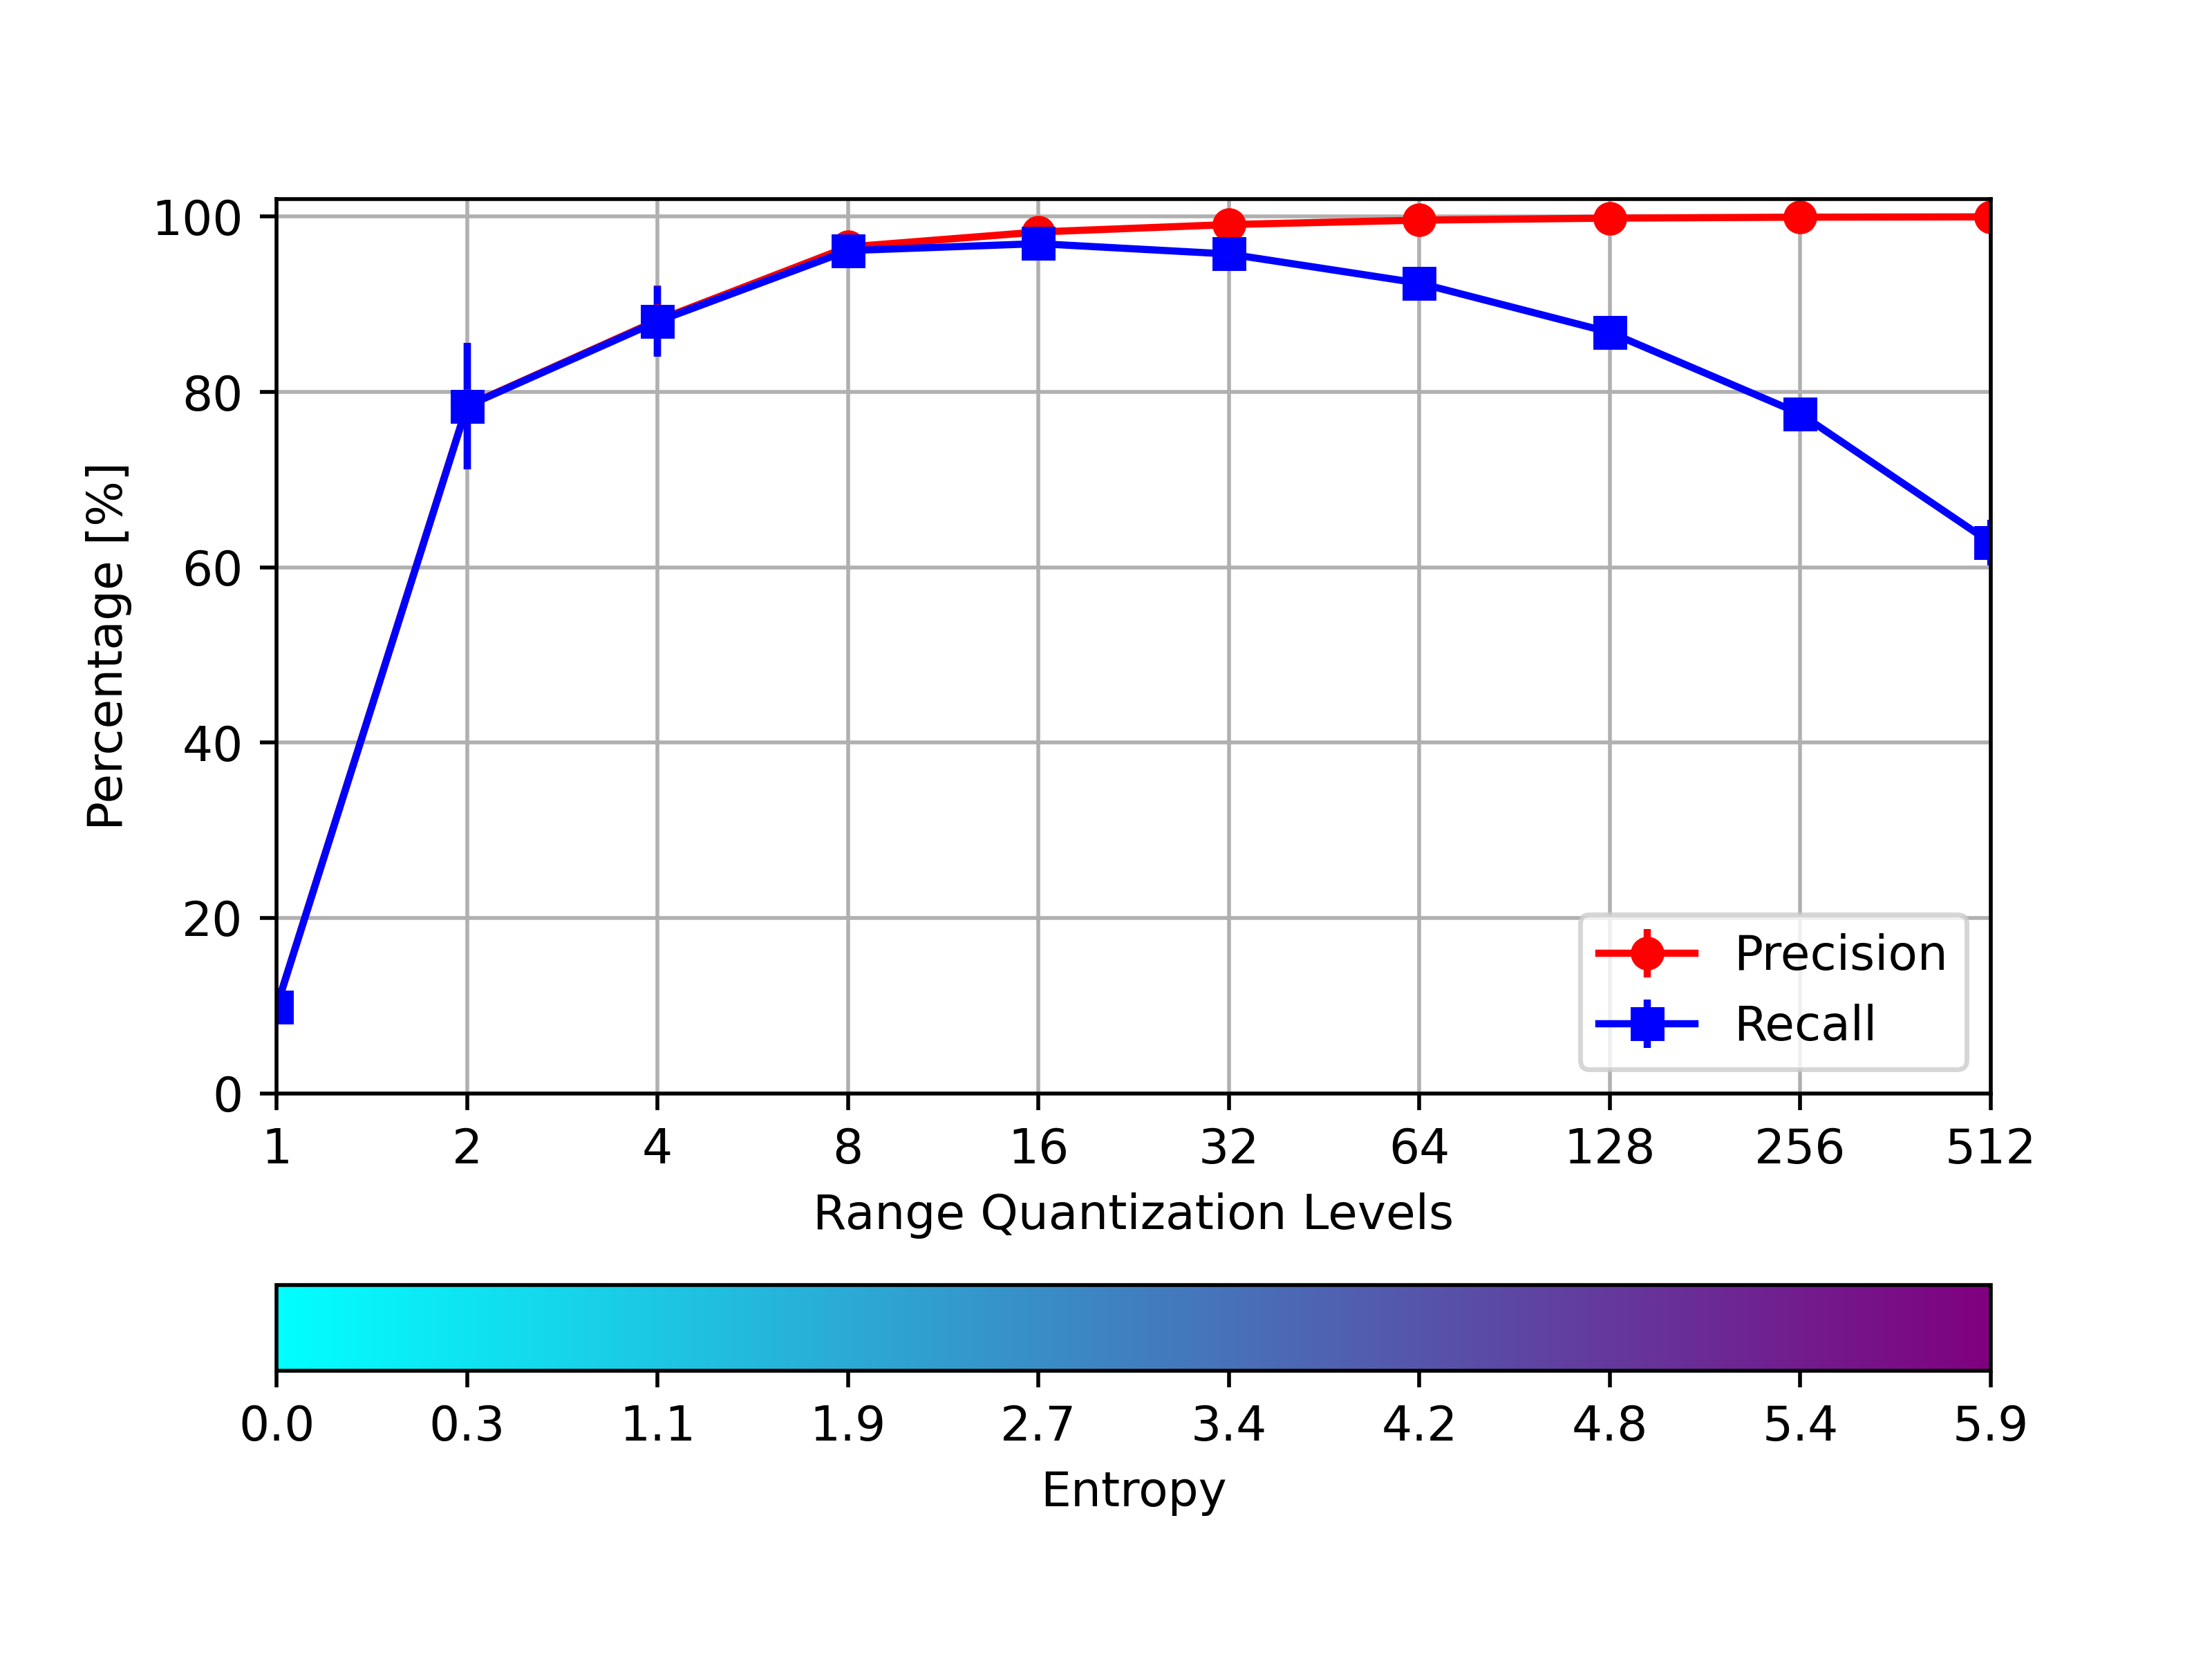 100
80
60
40
20
0
Percentage [%]
Precision
Recall
1 2 4 8 16 32 64 128 256 512
Range Quantization Levels
0.0 0.3 1.1 1.9 2.7 3.4 4.2 4.8 5.4 5.9
Entropy